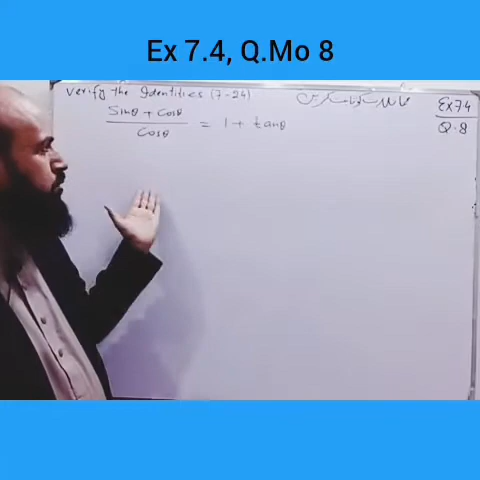 Ex 7.4, Q.Mo 8
Verify the Identities (7-24)
Sinθ + Cosθ / Cosθ = 1 + tanθ
Ex 7.4
Q.8